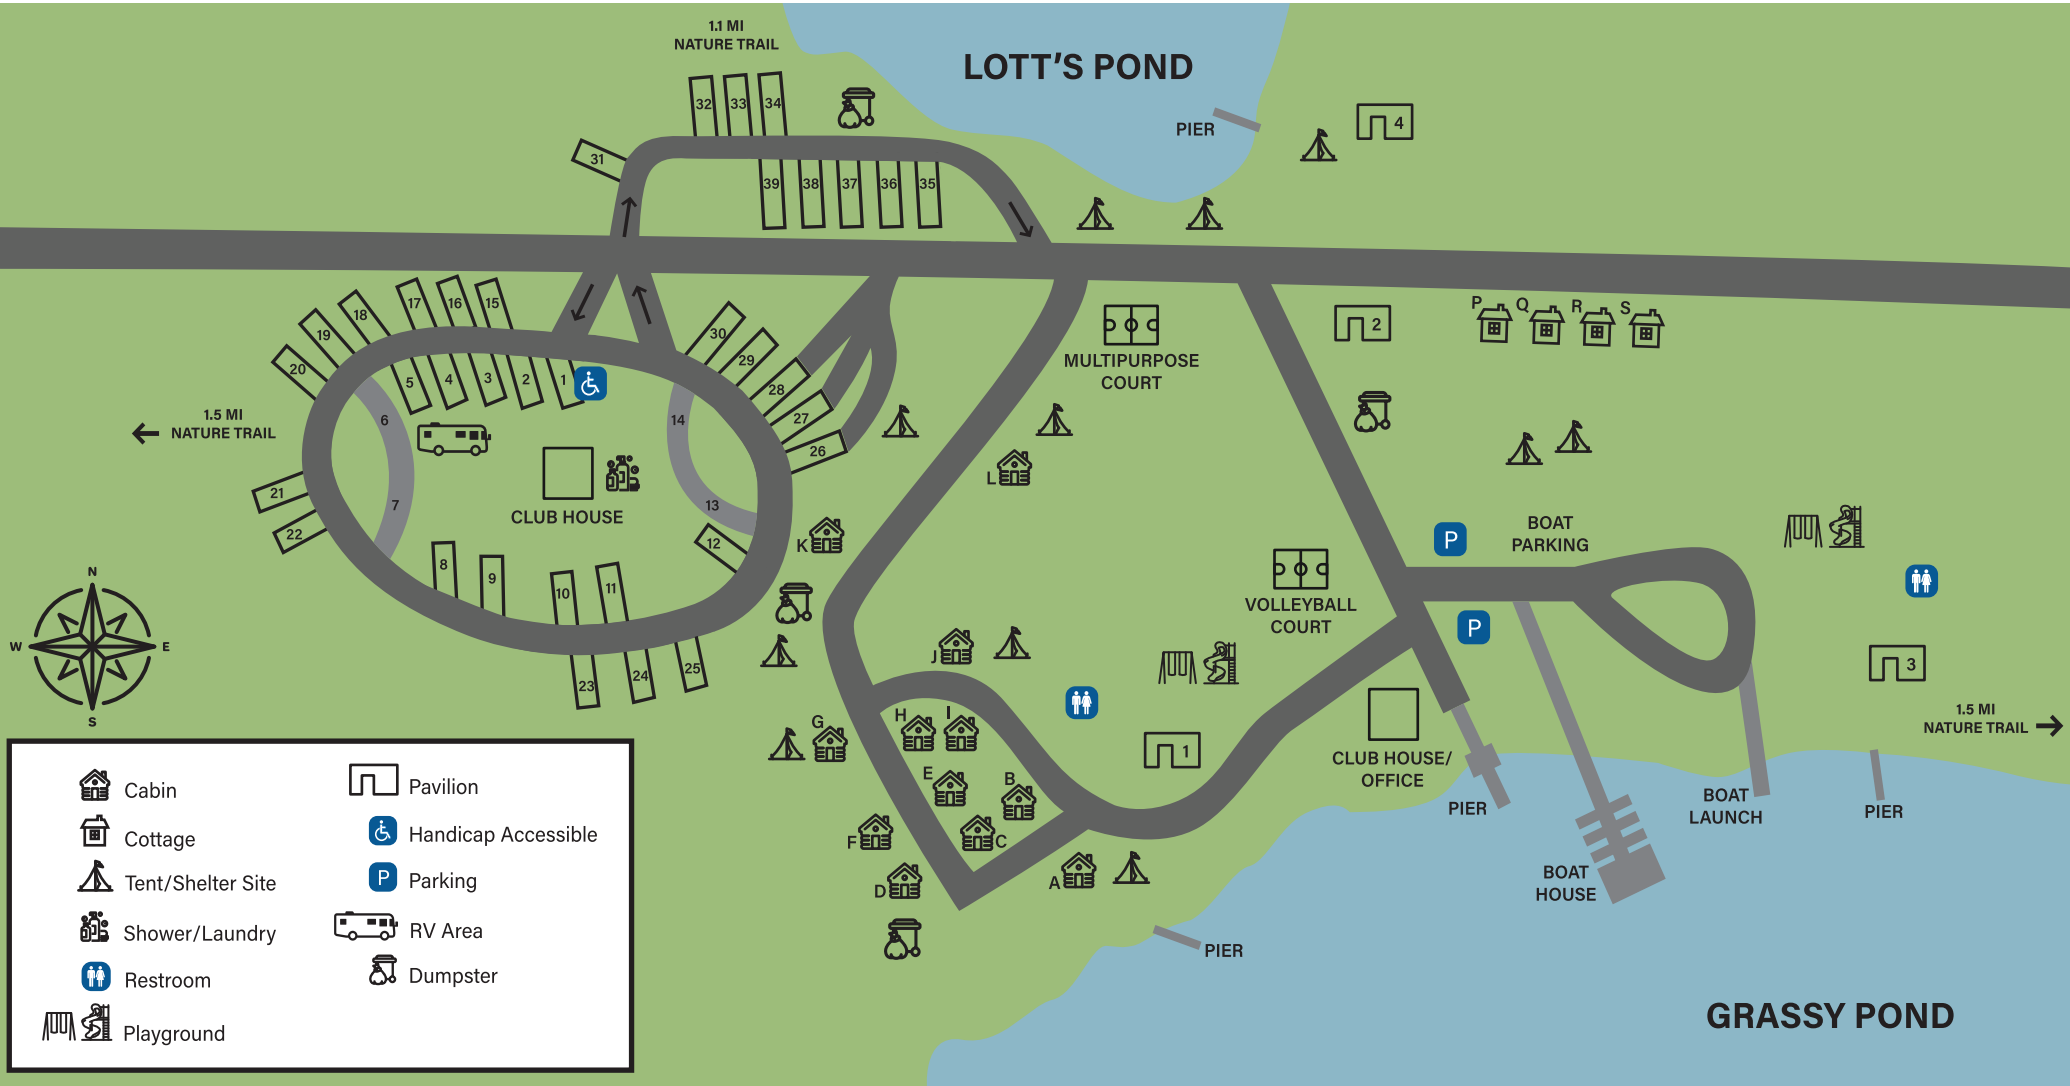 1.1 MI
NATURE TRAIL
LOTT'S POND
PIER
4
32
33
34
31
39
38
37
36
35
17
16
15
18
19
20
5
4
3
2
1
30
29
28
27
26
6
7
14
13
12
21
22
8
9
10
11
23
24
25
1.5 MI
NATURE TRAIL
CLUB HOUSE
MULTIPURPOSE
COURT
2
P
Q
R
S
L
K
J
H
I
G
E
B
F
C
D
A
P
BOAT
PARKING
P
VOLLEYBALL
COURT
1
3
1.5 MI
NATURE TRAIL
CLUB HOUSE/
OFFICE
PIER
BOAT
LAUNCH
PIER
BOAT
HOUSE
PIER
GRASSY POND
N
W
E
S
Cabin
Cottage
Tent/Shelter Site
Shower/Laundry
Restroom
Playground
Pavilion
Handicap Accessible
P
Parking
RV Area
Dumpster